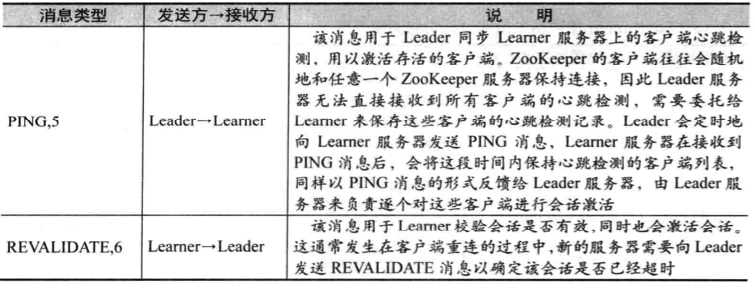 消息类型 发送方→接收方 说 明
PING,5 Leader→Learner
该消息用于 Leader 同步 Learner 服务器上的客户端心跳检
测，用以激活存活的客户端。ZooKeeper 的客户端往往会随机
地和任意一个 ZooKeeper 服务器保持连接，因此 Leader 服务
器无法直接接收到所有客户端的心跳检测，需要委托给
Learner 来保存这些客户端的心跳检测记录。Leader 会定时地
向 Learner 服务器发送 PING 消息，Learner 服务器在接收到
PING 消息后，会将这段时间内保持心跳检测的客户端列表，
同样以 PING 消息的形式反馈给 Leader 服务器，由 Leader 服
务器来负责逐个对这些客户端进行会话激活
REVALIDATE,6 Learner→Leader
该消息用于 Learner 校验会话是否有效，同时也会激活会话。
这通常发生在客户端重连的过程中，新的服务器需要向 Leader
发送 REVALIDATE 消息以确定该会话是否已经超时